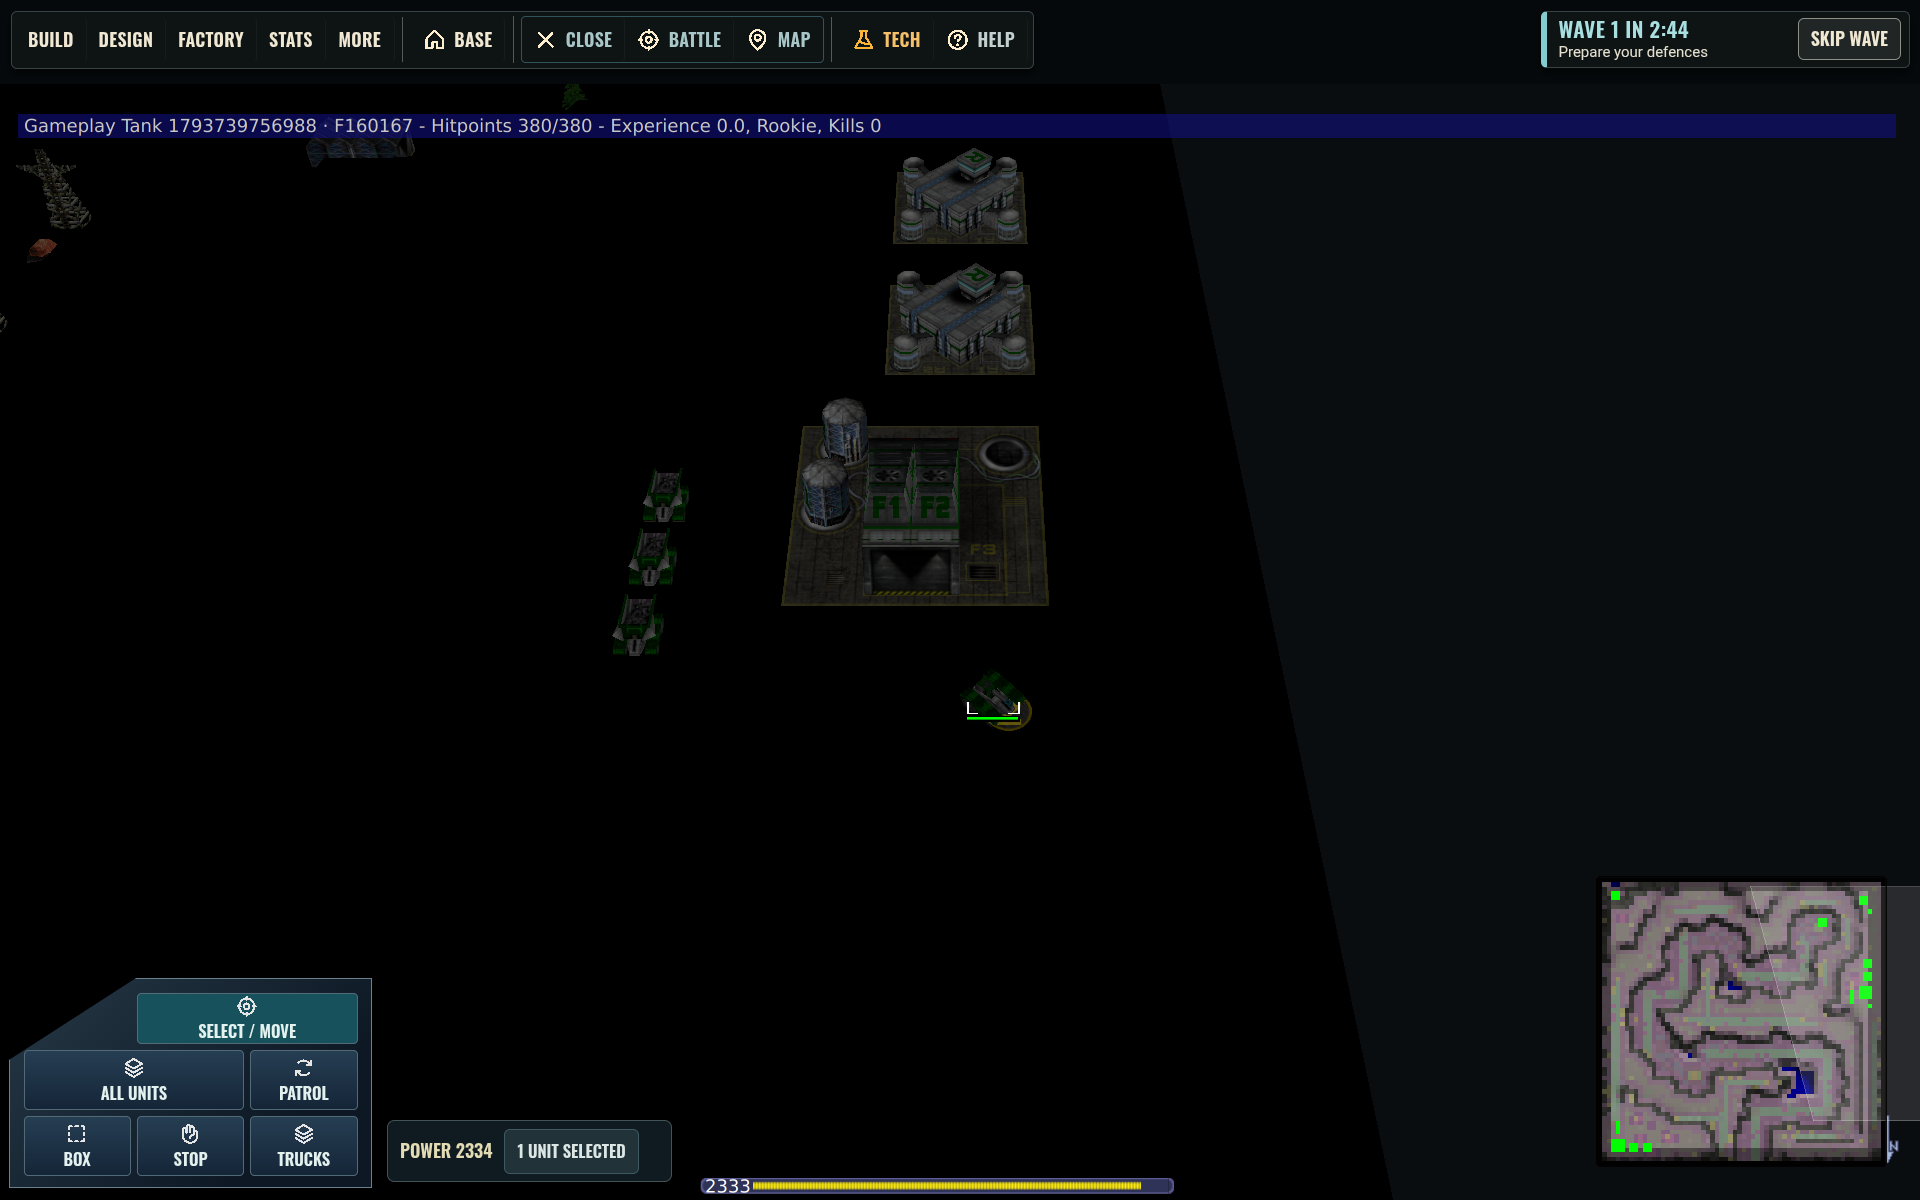 BUILD DESIGN FACTORY STATS MORE BASE CLOSE BATTLE MAP TECH HELP
WAVE 1 IN 2:44
Prepare your defences
SKIP WAVE
Gameplay Tank 1793739756988 · F160167 - Hitpoints 380/380 - Experience 0.0, Rookie, Kills 0
R
R
F1 F2
F3
SELECT / MOVE
ALL UNITS PATROL
BOX STOP TRUCKS
POWER 2334 1 UNIT SELECTED
2333
N